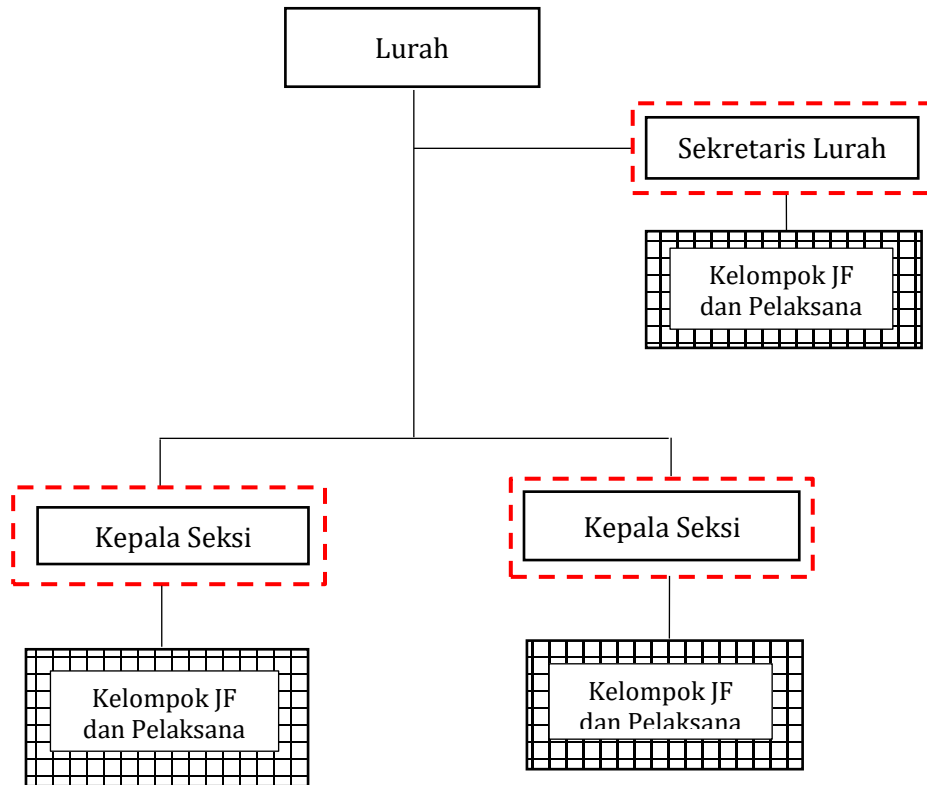 Lurah
Sekretaris Lurah
Kelompok JF
dan Pelaksana
Kepala Seksi
Kepala Seksi
Kelompok JF
dan Pelaksana
Kelompok JF
dan Pelaksana